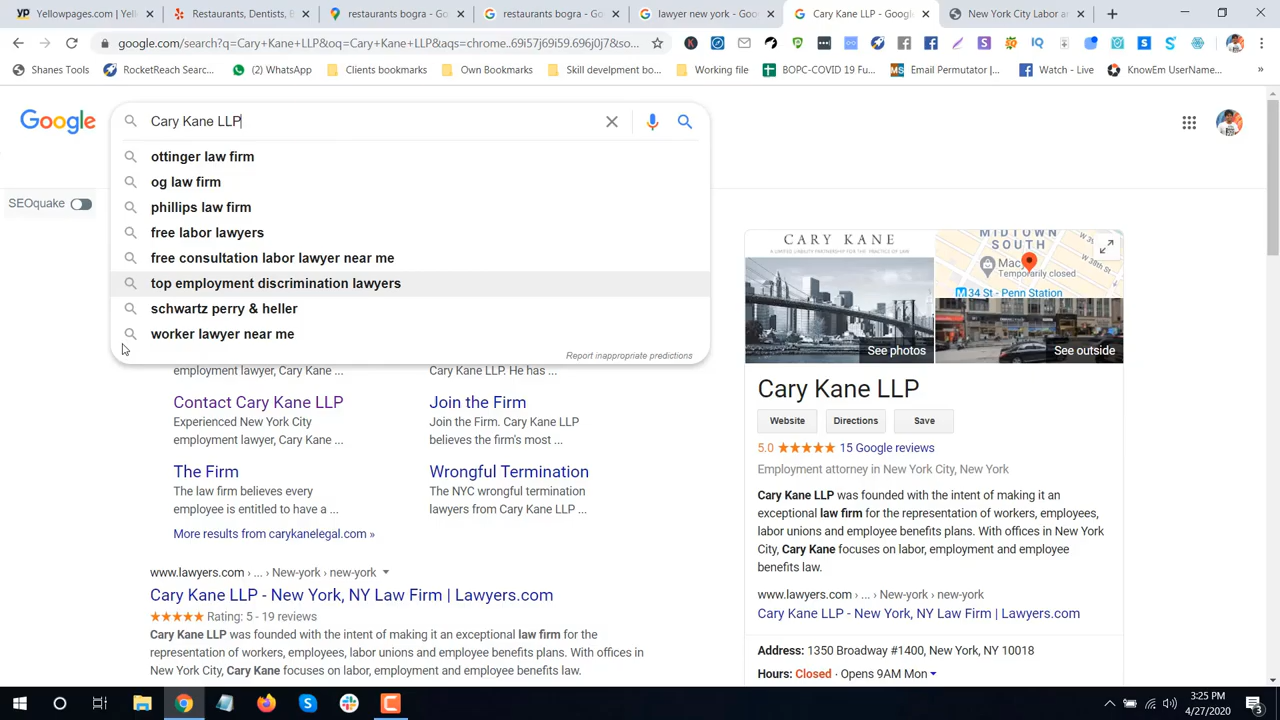 Yellowpages.com | Yell
Restaurants, Dentists, B
restaurants bogra - Go
restaurants bogra - Go
lawyer new york - Goo
Cary Kane LLP - Google
New York City Labor an
google.com/search?q=Cary+Kane+LLP&oq=Cary+Kane+LLP&aqs=chrome..69i57j69i59.696j0j7&so...
Shanes Tools
RocketReach Searc...
(2) WhatsApp
Clients bookmarks
Own Bookmarks
Skill develpment bo...
Working file
BOPC-COVID 19 Fu...
Email Permutator |...
Watch - Live
KnowEm UserName...
Google
Cary Kane LLP
ottinger law firm
og law firm
phillips law firm
free labor lawyers
free consultation labor lawyer near me
top employment discrimination lawyers
schwartz perry & heller
worker lawyer near me
Report inappropriate predictions
SEOquake
employment lawyer, Cary Kane ...
Cary Kane LLP. He has ...
Contact Cary Kane LLP
Experienced New York City
employment lawyer, Cary Kane ...
Join the Firm
Join the Firm. Cary Kane LLP
believes the firm's most ...
The Firm
The law firm believes every
employee is entitled to have a ...
Wrongful Termination
The NYC wrongful termination
lawyers from Cary Kane LLP ...
More results from carykanelegal.com »
www.lawyers.com › ... › New-york › new-york
Cary Kane LLP - New York, NY Law Firm | Lawyers.com
Rating: 5 - 19 reviews
Cary Kane LLP was founded with the intent of making it an exceptional law firm for the
representation of workers, employees, labor unions and employee benefits plans. With offices in
New York City, Cary Kane focuses on labor, employment and employee benefits law.
CARY KANE
A LIMITED LIABILITY PARTNERSHIP FOR THE PRACTICE OF LAW
See photos
MIDTOWN
SOUTH
W 38th St
Mac
Temporarily closed
34 St - Penn Station
See outside
Cary Kane LLP
Website
Directions
Save
5.0 15 Google reviews
Employment attorney in New York City, New York
Cary Kane LLP was founded with the intent of making it an
exceptional law firm for the representation of workers, employees,
labor unions and employee benefits plans. With offices in New York
City, Cary Kane focuses on labor, employment and employee
benefits law.
www.lawyers.com › ... › New-york › new-york
Cary Kane LLP - New York, NY Law Firm | Lawyers.com
Address: 1350 Broadway #1400, New York, NY 10018
Hours: Closed · Opens 9AM Mon
3:25 PM
4/27/2020
3